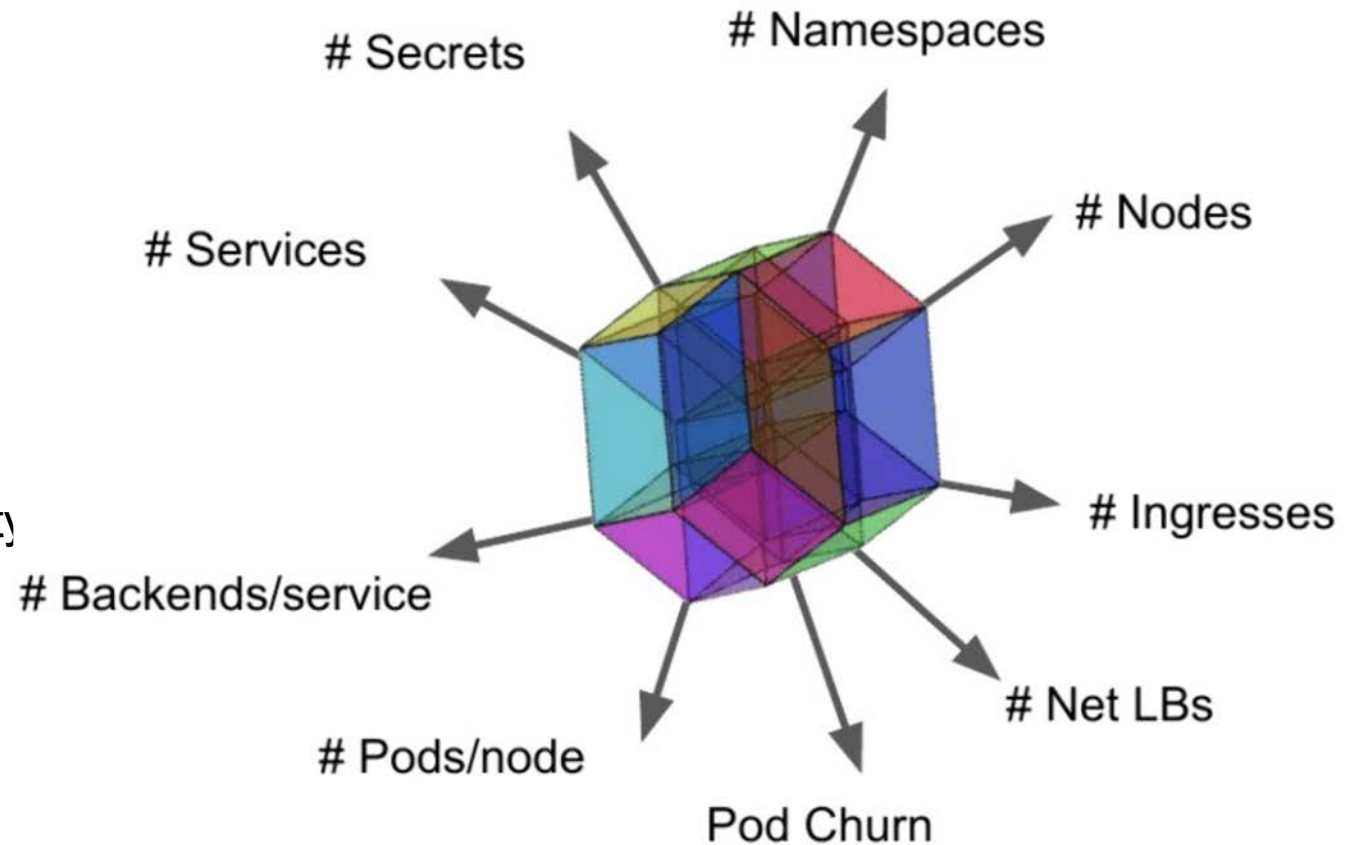 # Namespaces
# Secrets
# Nodes
# Services
# Ingresses
# Backends/service
# Net LBs
# Pods/node
Pod Churn